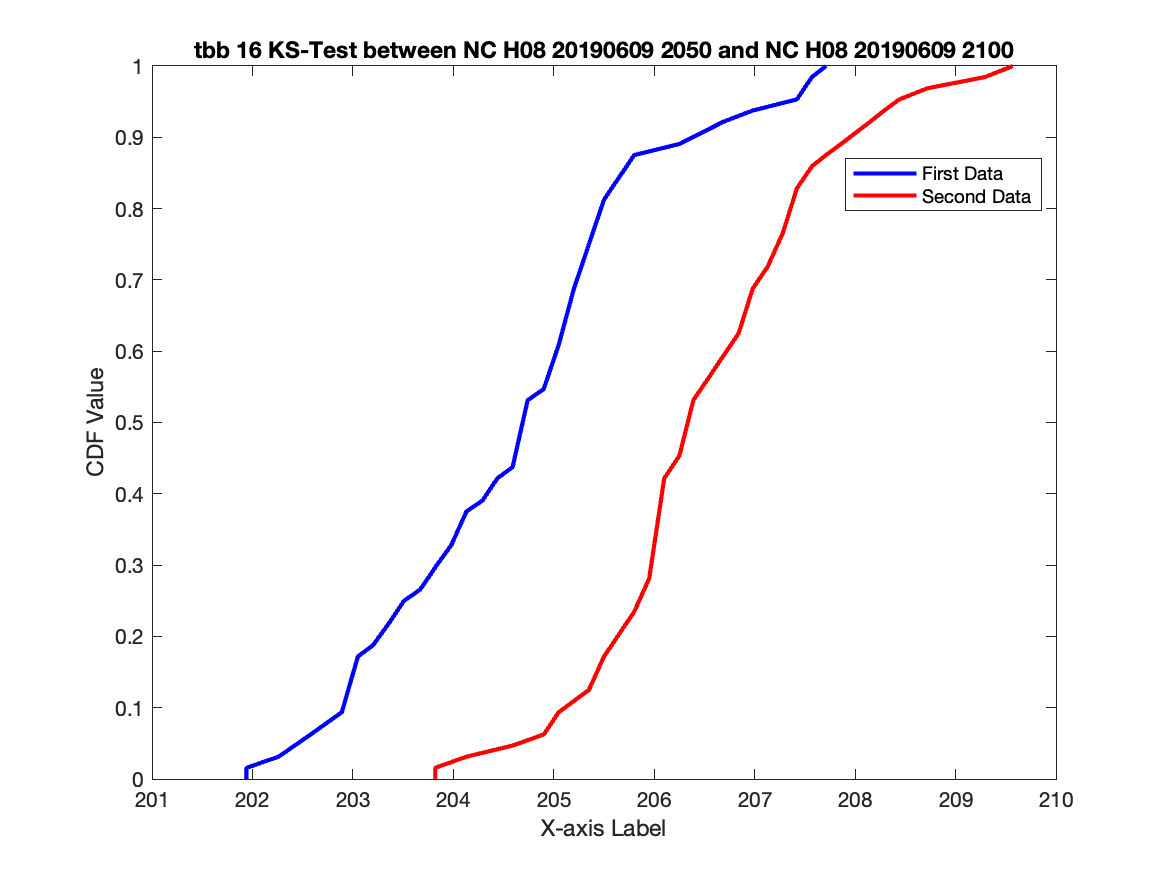 tbb 16 KS-Test between NC H08 20190609 2050 and NC H08 20190609 2100
1
0.9
0.8
0.7
0.6
0.5
0.4
0.3
0.2
0.1
0
CDF Value
First Data
Second Data
201 202 203 204 205 206 207 208 209 210
X-axis Label